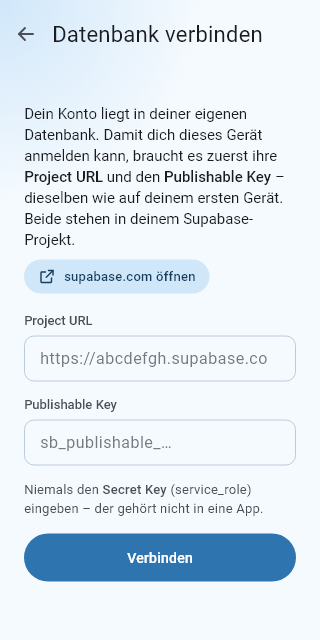 Datenbank verbinden
Dein Konto liegt in deiner eigenen
Datenbank. Damit dich dieses Gerät
anmelden kann, braucht es zuerst ihre
Project URL und den Publishable Key –
dieselben wie auf deinem ersten Gerät.
Beide stehen in deinem Supabase-
Projekt.
supabase.com öffnen
Project URL
https://abcdefgh.supabase.co
Publishable Key
sb_publishable_…
Niemals den Secret Key (service_role)
eingeben – der gehört nicht in eine App.
Verbinden